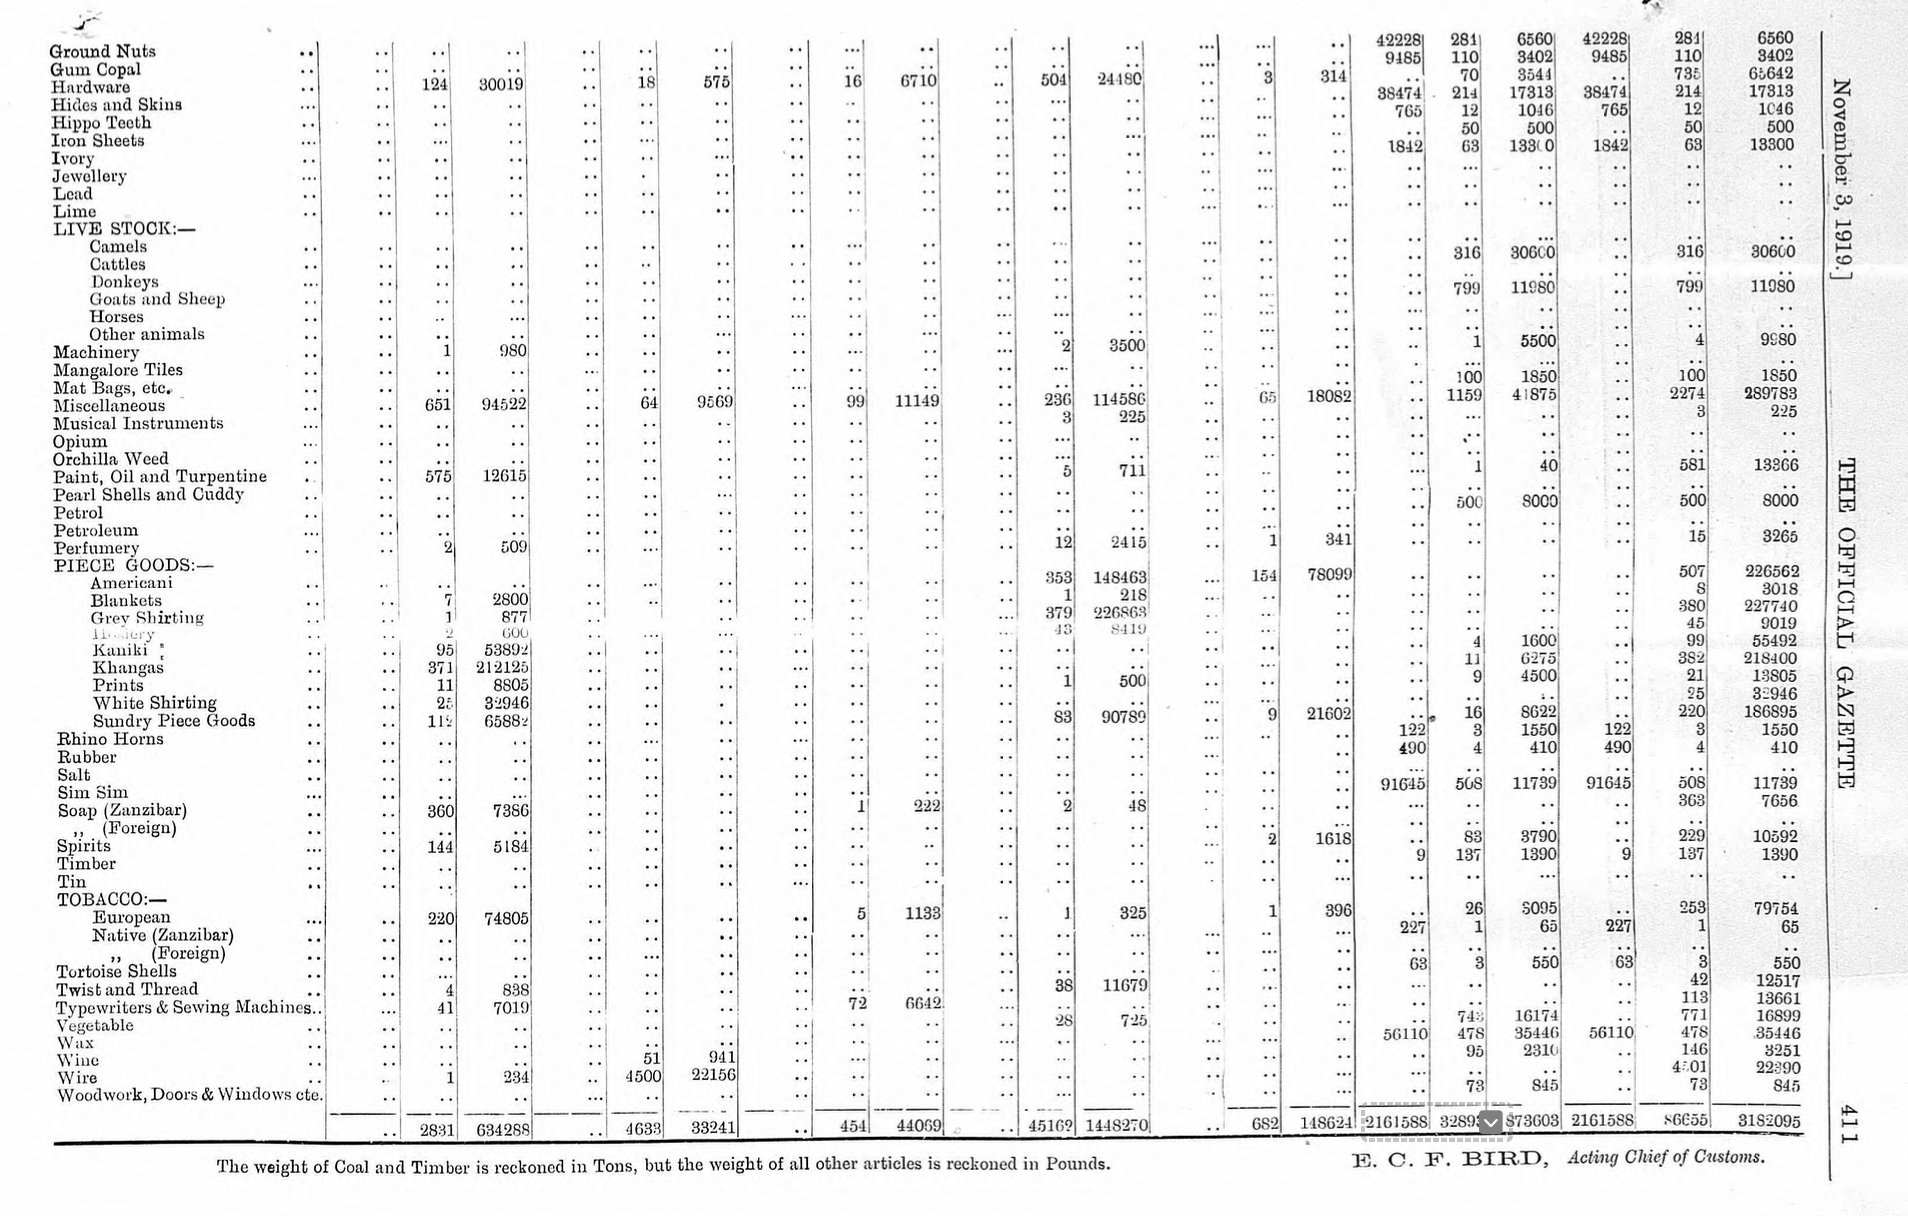 Ground Nuts 42228 281 6560 42228 281 6560
Gum Copal 9485 110 3402 9485 110 3402
Hardware 124 30019 18 575 16 6710 504 24480 3 314 70 3544 735 65642
Hides and Skins 38474 214 17313 38474 214 17313
Hippo Teeth 765 12 1046 765 12 1046
Iron Sheets 50 500 50 500
Ivory 1842 63 13300 1842 63 13300
Jewellery
Lead
Lime
LIVE STOCK:—
Camels
Cattles 316 30600 316 30600
Donkeys
Goats and Sheep 799 11980 799 11980
Horses
Other animals
Machinery 1 980 2 3500 1 5500 4 9980
Mangalore Tiles
Mat Bags, etc. 100 1850 100 1850
Miscellaneous 651 94522 64 9569 99 11149 236 114586 65 18082 1159 41875 2274 289783
Musical Instruments 3 225 3 225
Opium
Orchilla Weed
Paint, Oil and Turpentine 575 12615 5 711 1 40 581 13366
Pearl Shells and Cuddy
Petrol 500 8000 500 8000
Petroleum
Perfumery 2 509 12 2415 1 341 15 3265
PIECE GOODS:—
Americani 353 148463 154 78099 507 226562
Blankets 7 2800 1 218 8 3018
Grey Shirting 1 877 379 226863 380 227740
Hosiery 2 600 43 8419 45 9019
Kaniki 95 53892 4 1600 99 55492
Khangas 371 212125 11 6275 382 218400
Prints 11 8805 1 500 9 4500 21 13805
White Shirting 25 32946 25 32946
Sundry Piece Goods 112 65882 83 90789 9 21602 16 8622 220 186895
Rhino Horns 122 3 1550 122 3 1550
Rubber 490 4 410 490 4 410
Salt
Sim Sim 91645 508 11739 91645 508 11739
Soap (Zanzibar) 360 7386 1 222 2 48 363 7656
,, (Foreign)
Spirits 144 5184 2 1618 83 3790 229 10592
Timber 9 137 1390 9 137 1390
Tin
TOBACCO:—
European 220 74805 5 1133 1 325 1 396 26 3095 253 79754
Native (Zanzibar) 227 1 65 227 1 65
,, (Foreign)
Tortoise Shells 63 3 550 63 3 550
Twist and Thread 4 838 38 11679 42 12517
Typewriters & Sewing Machines.. 41 7019 72 6642 113 13661
Vegetable 28 725 743 16174 771 16899
Wax 56110 478 35446 56110 478 35446
Wine 51 941 95 2310 146 3251
Wire 1 234 4500 22156 4501 22390
Woodwork, Doors & Windows etc. 73 845 73 845
2831 634288 4633 33241 454 44069 45169 1448270 682 148624 2161588 873603 2161588 86655 3182095
The weight of Coal and Timber is reckoned in Tons, but the weight of all other articles is reckoned in Pounds.
E. C. F. BIRD, Acting Chief of Customs.
November 3, 1919.]
THE OFFICIAL GAZETTE
411